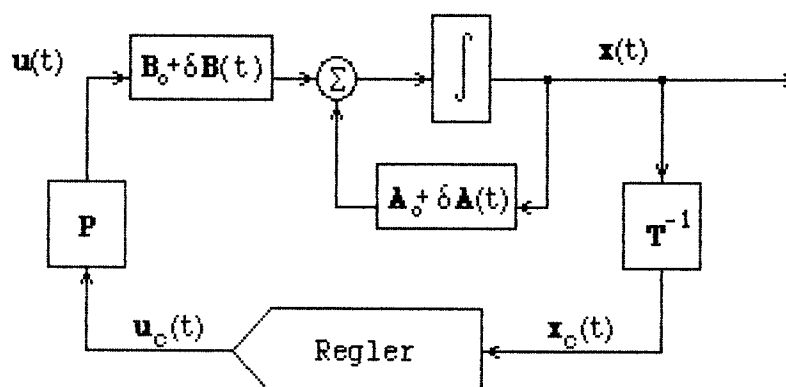 u(t)
B₀+δB(t)
Σ
∫
x(t)
A₀+δA(t)
P
T⁻¹
u_c(t)
Regler
x_c(t)